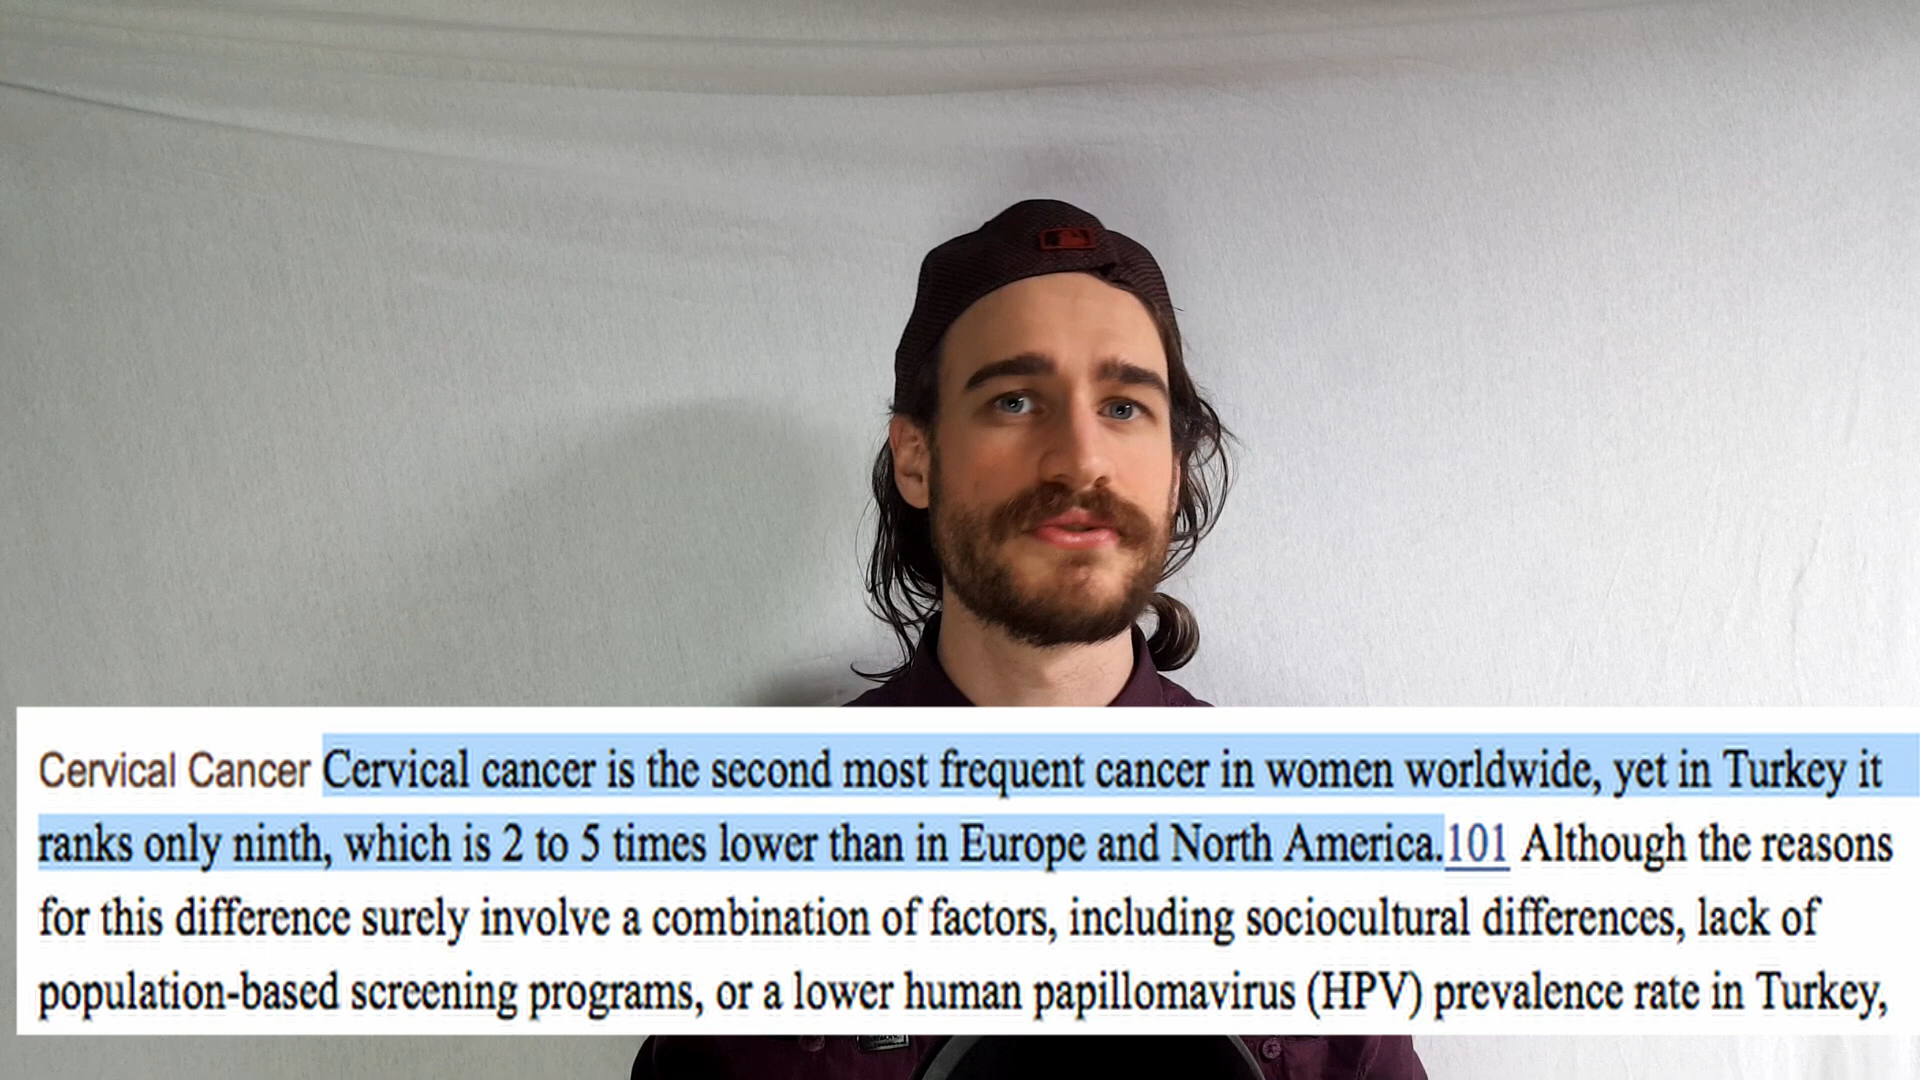 Cervical Cancer Cervical cancer is the second most frequent cancer in women worldwide, yet in Turkey it
ranks only ninth, which is 2 to 5 times lower than in Europe and North America.101 Although the reasons
for this difference surely involve a combination of factors, including sociocultural differences, lack of
population-based screening programs, or a lower human papillomavirus (HPV) prevalence rate in Turkey,